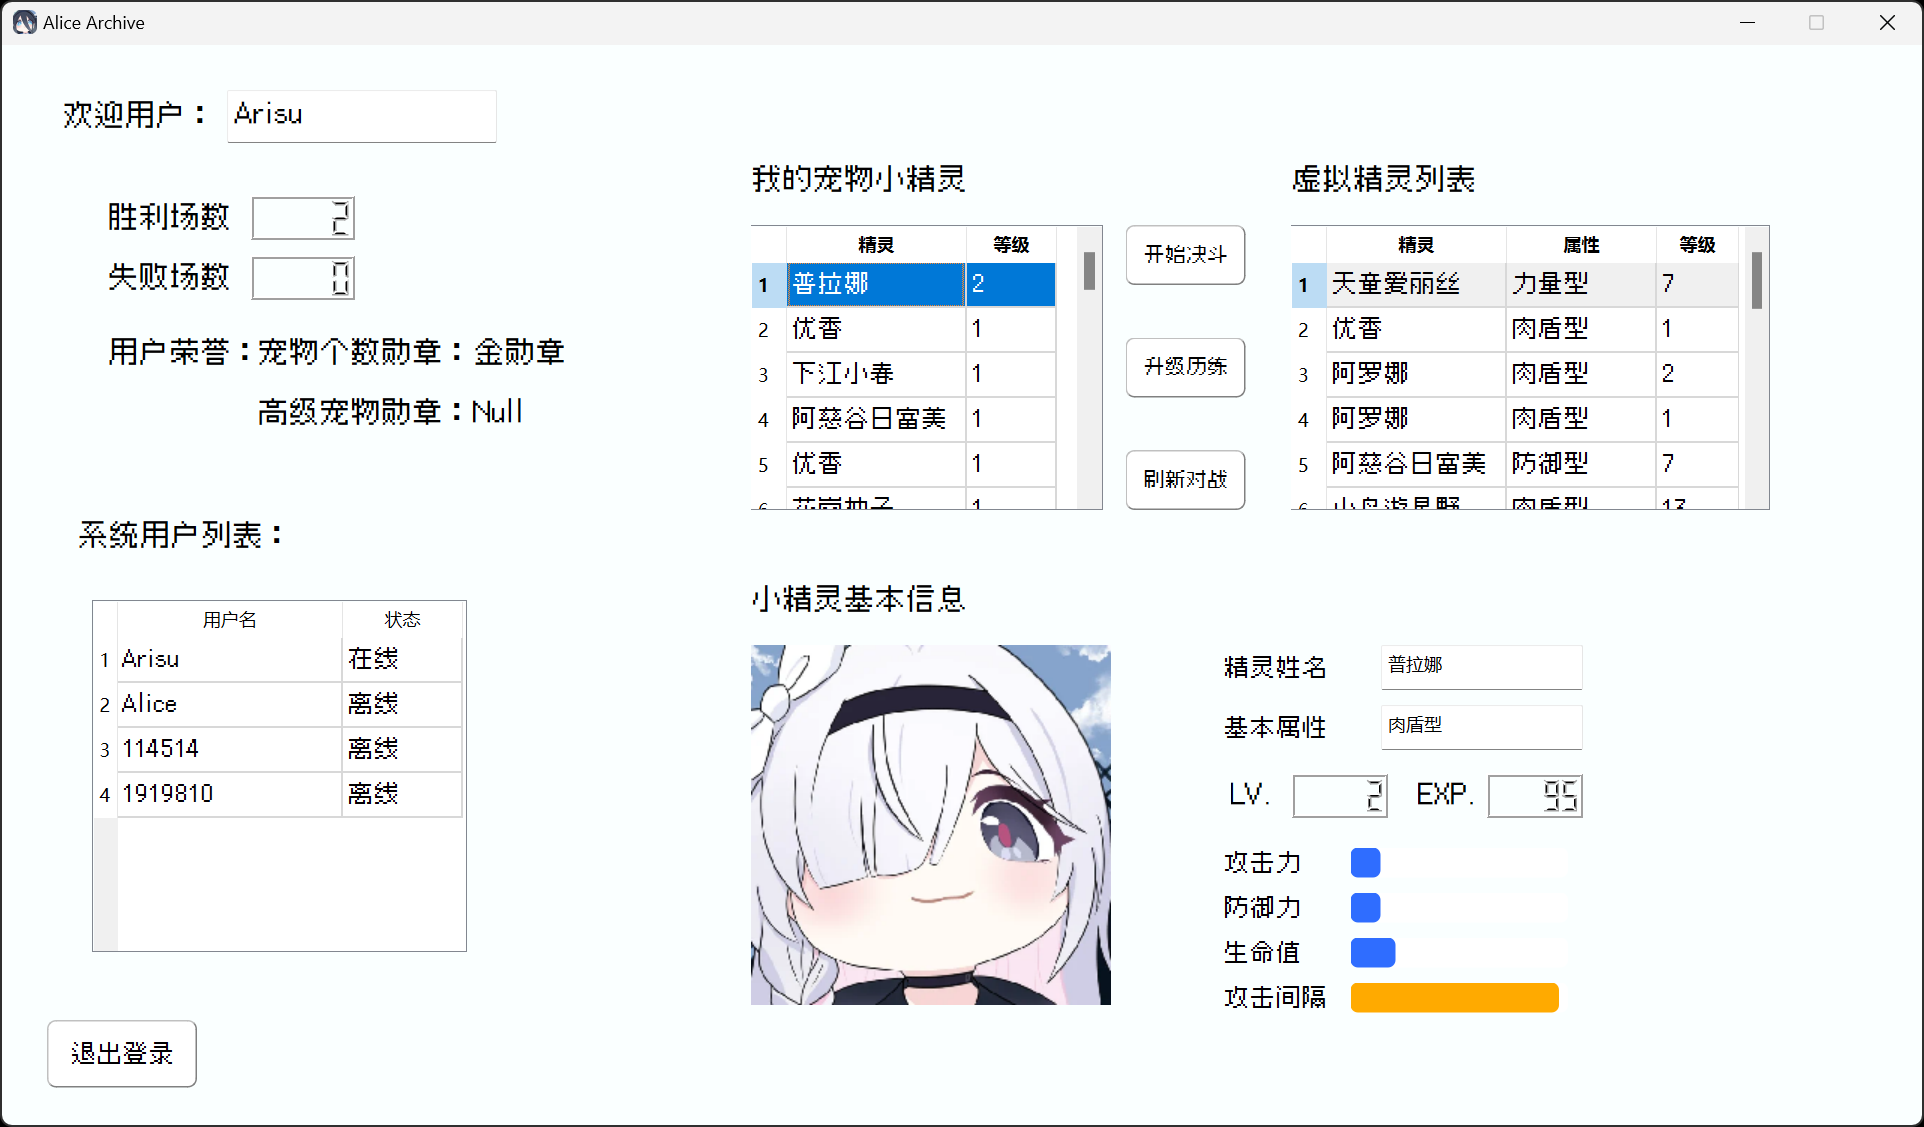 Alice Archive
欢迎用户： Arisu
胜利场数 2
失败场数 0
用户荣誉：宠物个数勋章：金勋章
高级宠物勋章：Null
系统用户列表：
用户名 状态
1 Arisu 在线
2 Alice 离线
3 114514 离线
4 1919810 离线
退出登录
我的宠物小精灵
精灵 等级
1 普拉娜 2
2 优香 1
3 下江小春 1
4 阿慈谷日富美 1
5 优香 1
开始决斗
升级历练
刷新对战
虚拟精灵列表
精灵 属性 等级
1 天童爱丽丝 力量型 7
2 优香 肉盾型 1
3 阿罗娜 肉盾型 2
4 阿罗娜 肉盾型 1
5 阿慈谷日富美 防御型 7
6 小鸟游星野 肉盾型 13
小精灵基本信息
精灵姓名 普拉娜
基本属性 肉盾型
LV. 2 EXP. 95
攻击力
防御力
生命值
攻击间隔